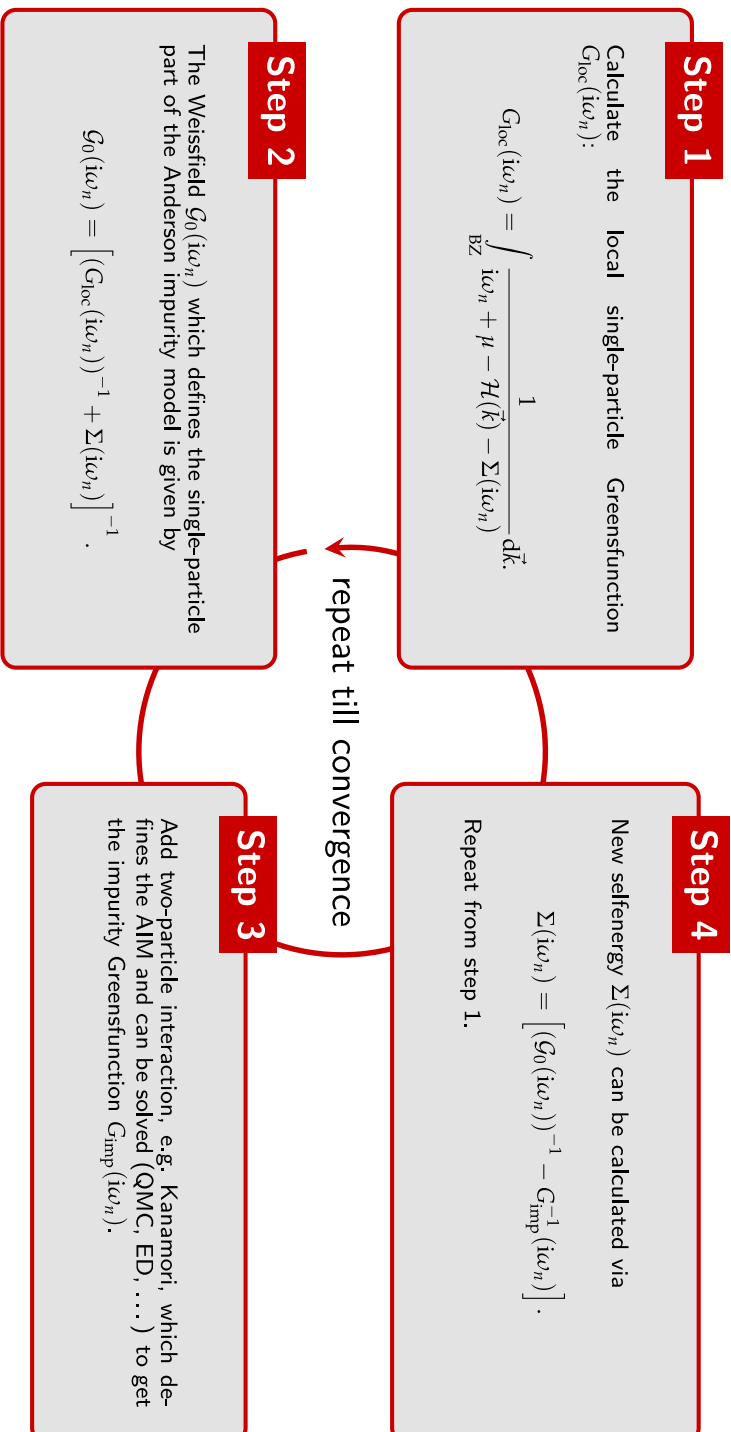 Step 1
Calculate the local single-particle Greensfunction
G_loc(iω_n):
G_loc(iω_n) = ∫_BZ 1 / (iω_n + μ − ℋ(k⃗) − Σ(iω_n)) dk⃗.
Step 2
The Weissfield 𝒢_0(iω_n) which defines the single-particle
part of the Anderson impurity model is given by
𝒢_0(iω_n) = [(G_loc(iω_n))^−1 + Σ(iω_n)]^−1 .
repeat till convergence
Step 3
Add two-particle interaction, e.g. Kanamori, which de-
fines the AIM and can be solved (QMC, ED, ...) to get
the impurity Greensfunction G_imp(iω_n).
Step 4
New selfenergy Σ(iω_n) can be calculated via
Σ(iω_n) = [(𝒢_0(iω_n))^−1 − G_imp^−1(iω_n)] .
Repeat from step 1.